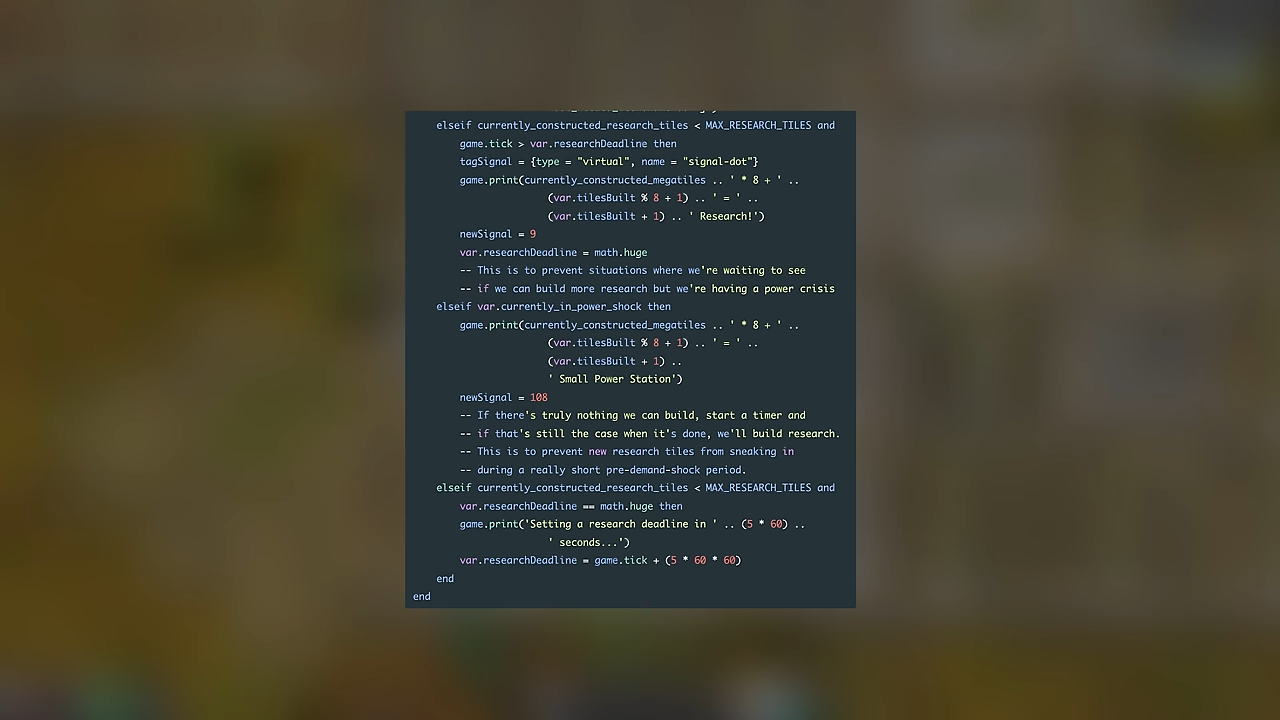 elseif currently_constructed_research_tiles < MAX_RESEARCH_TILES and
game.tick > var.researchDeadline then
tagSignal = {type = "virtual", name = "signal-dot"}
game.print(currently_constructed_megatiles .. ' * 8 + ' ..
(var.tilesBuilt % 8 + 1) .. ' = ' ..
(var.tilesBuilt + 1) .. ' Research!')
newSignal = 9
var.researchDeadline = math.huge
-- This is to prevent situations where we're waiting to see
-- if we can build more research but we're having a power crisis
elseif var.currently_in_power_shock then
game.print(currently_constructed_megatiles .. ' * 8 + ' ..
(var.tilesBuilt % 8 + 1) .. ' = ' ..
(var.tilesBuilt + 1) ..
' Small Power Station')
newSignal = 108
-- If there's truly nothing we can build, start a timer and
-- if that's still the case when it's done, we'll build research.
-- This is to prevent new research tiles from sneaking in
-- during a really short pre-demand-shock period.
elseif currently_constructed_research_tiles < MAX_RESEARCH_TILES and
var.researchDeadline == math.huge then
game.print('Setting a research deadline in ' .. (5 * 60) ..
' seconds...')
var.researchDeadline = game.tick + (5 * 60 * 60)
end
end